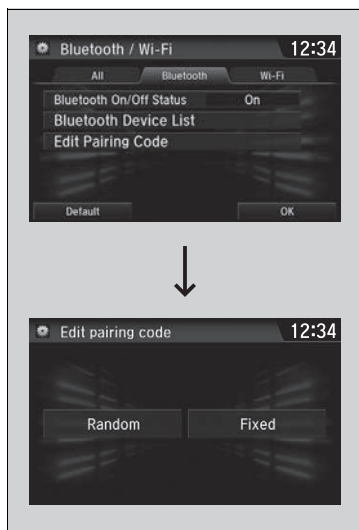 Bluetooth / Wi-Fi 12:34
All Bluetooth Wi-Fi
Bluetooth On/Off Status On
Bluetooth Device List
Edit Pairing Code
Default OK
Edit pairing code 12:34
Random Fixed